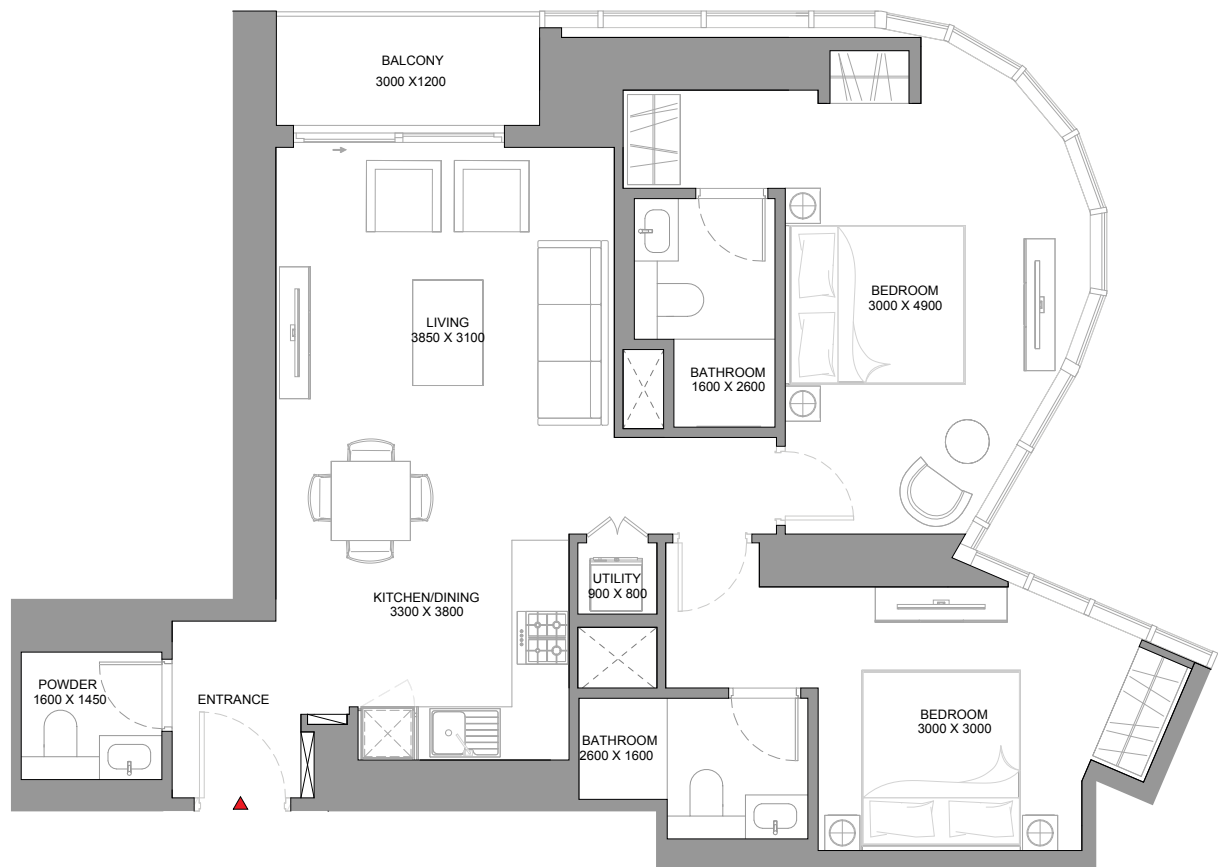 BALCONY
3000 X1200
BEDROOM
3000 X 4900
LIVING
3850 X 3100
BATHROOM
1600 X 2600
UTILITY
900 X 800
KITCHEN/DINING
3300 X 3800
POWDER
1600 X 1450
ENTRANCE
BEDROOM
3000 X 3000
BATHROOM
2600 X 1600